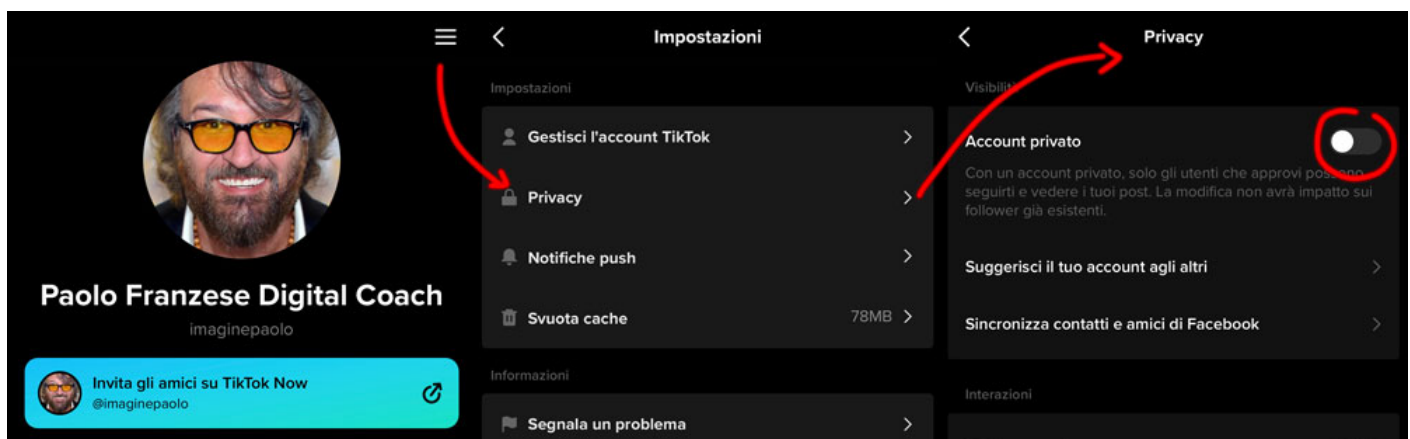 Paolo Franzese Digital Coach
imaginepaolo
Invita gli amici su TikTok Now
@imaginepaolo
Impostazioni
Impostazioni
Gestisci l'account TikTok
Privacy
Notifiche push
Svuota cache 78MB
Informazioni
Segnala un problema
Privacy
Account privato
Con un account privato, solo gli utenti che approvi possono
seguirti e vedere i tuoi post. La modifica non avrà impatto sui
follower già esistenti.
Suggerisci il tuo account agli altri
Sincronizza contatti e amici di Facebook
Interazioni